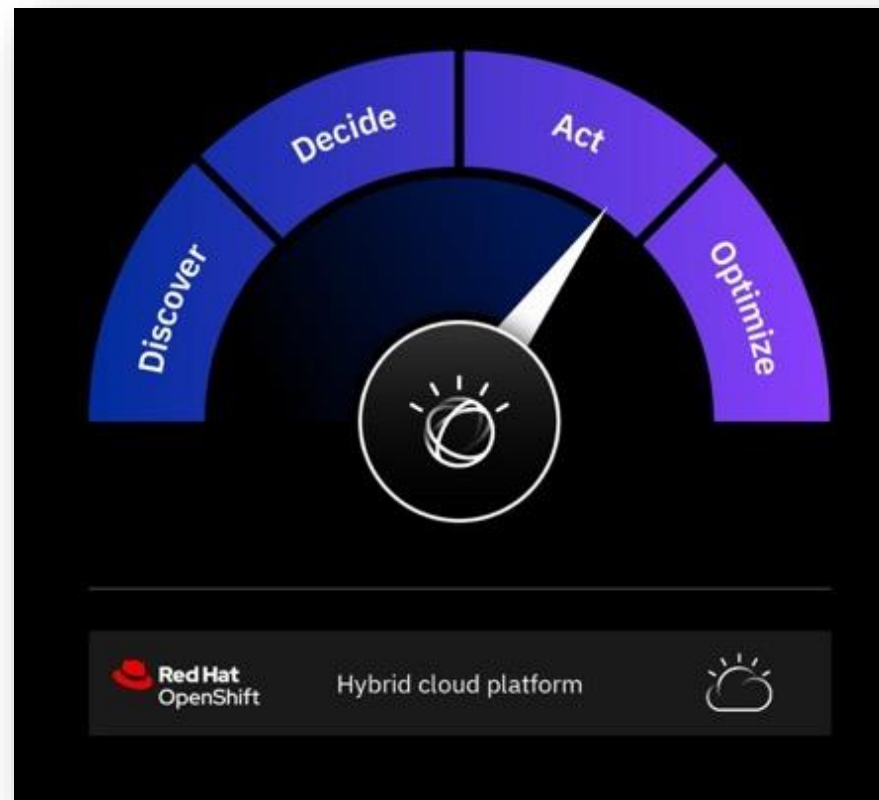 Discover
Decide
Act
Optimize
Red Hat
OpenShift
Hybrid cloud platform